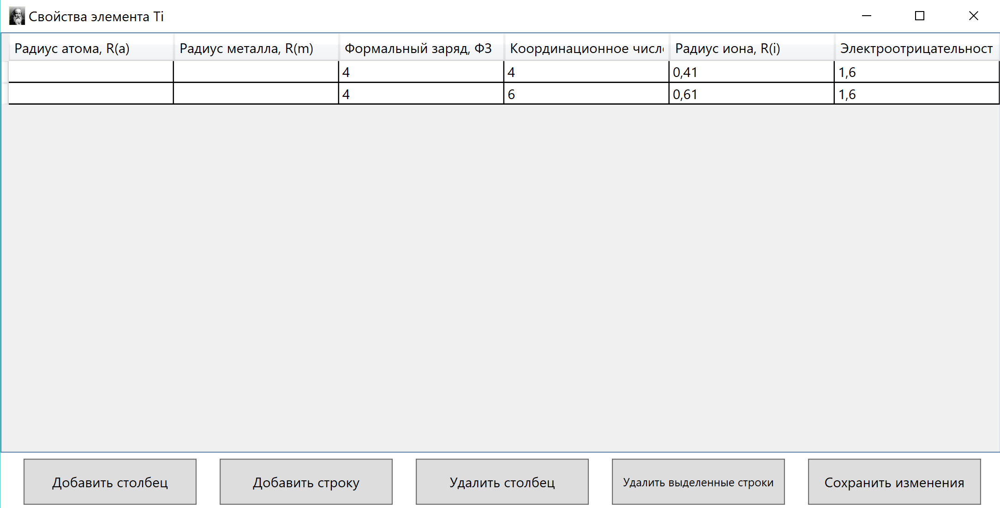 Свойства элемента Ti
Радиус атома, R(a) Радиус металла, R(m) Формальный заряд, ФЗ Координационное числ Радиус иона, R(i) Электроотрицательност
4 4 0,41 1,6
4 6 0,61 1,6
Добавить столбец Добавить строку Удалить столбец Удалить выделенные строки Сохранить изменения